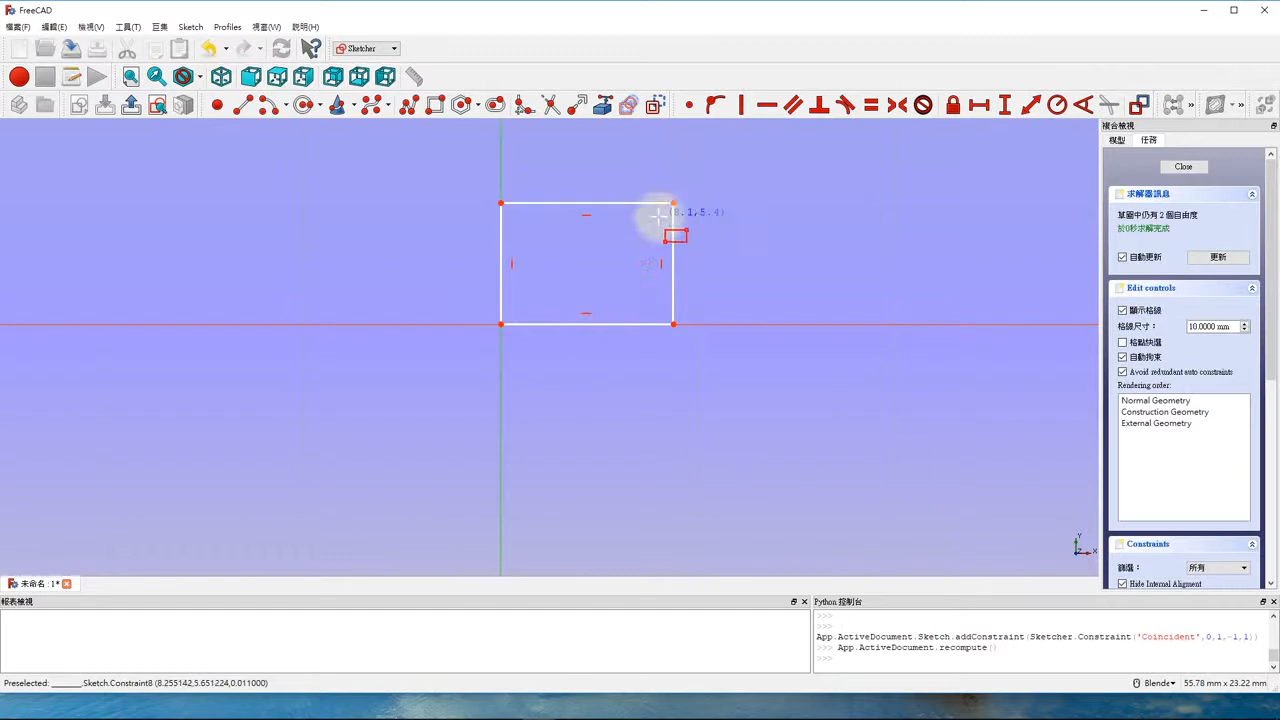 FreeCAD
檔案(F) 編輯(E) 檢視(V) 工具(T) 巨集 Sketch Profiles 視窗(W) 說明(H)
Sketcher
複合檢視
模型 任務
Close
求解器訊息
草圖中仍有 2 個自由度
於0秒求解完成
自動更新 更新
Edit controls
顯示格線
格線尺寸： 10.0000 mm
格點快選
自動拘束
Avoid redundant auto constraints
Rendering order:
Normal Geometry
Construction Geometry
External Geometry
Constraints
篩選： 所有
Hide Internal Aligment
(8.1,5.4)
Y
X
未命名 : 1*
報表檢視
Python 控制台
>>>
>>>
App.ActiveDocument.Sketch.addConstraint(Sketcher.Constraint('Coincident',0,1,-1,1))
>>> App.ActiveDocument.recompute()
>>>
Preselected: _______.Sketch.Constraint8 (8.255142,5.651224,0.011000)
Blende 55.78 mm x 23.22 mm